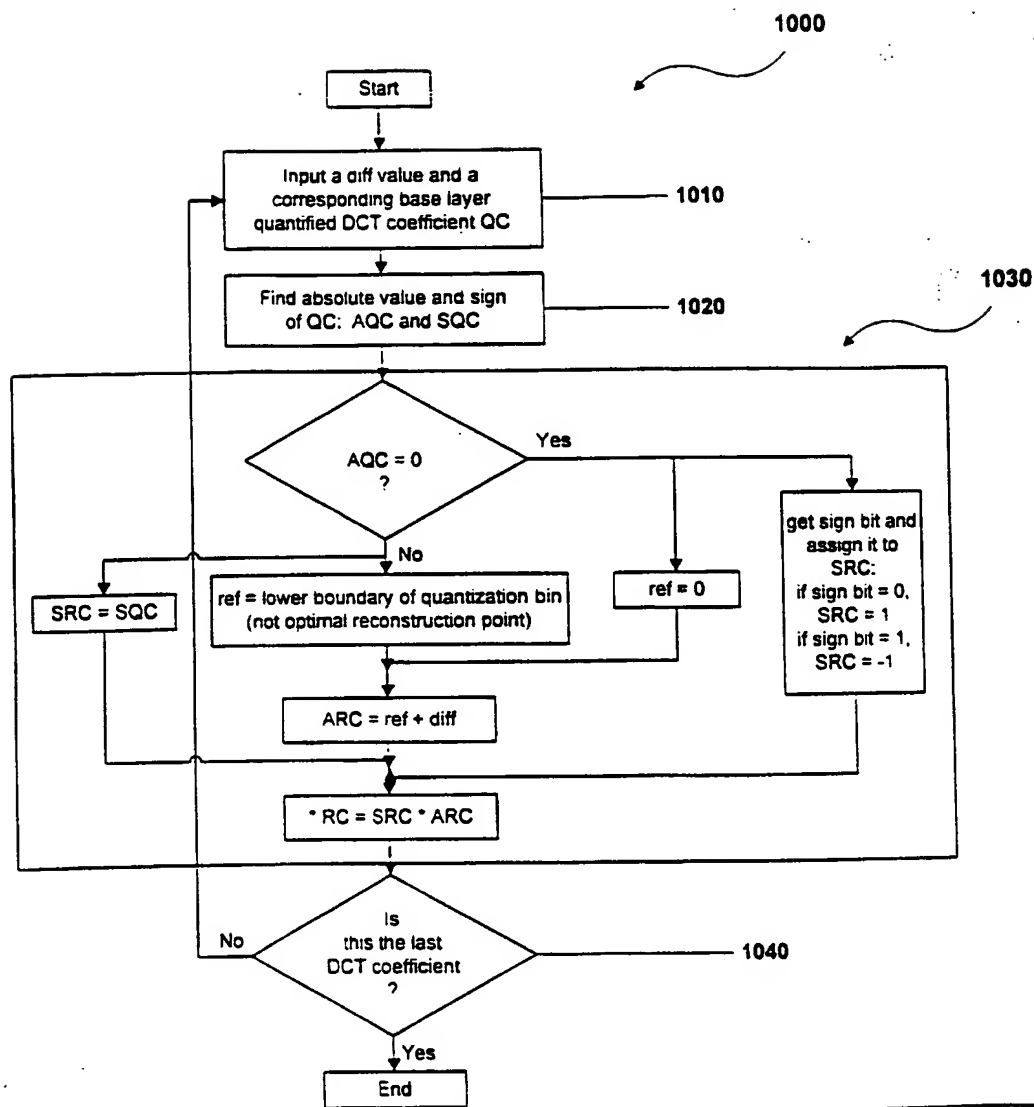 1000
Start
Input a diff value and a
corresponding base layer
quantified DCT coefficient QC
1010
Find absolute value and sign
of QC: AQC and SQC
1020
1030
AQC = 0
?
Yes
No
SRC = SQC
ref = lower boundary of quantization bin
(not optimal reconstruction point)
ref = 0
get sign bit and
assign it to
SRC:
if sign bit = 0,
SRC = 1
if sign bit = 1,
SRC = -1
ARC = ref + diff
* RC = SRC * ARC
Is
this the last
DCT coefficient
?
No
1040
Yes
End